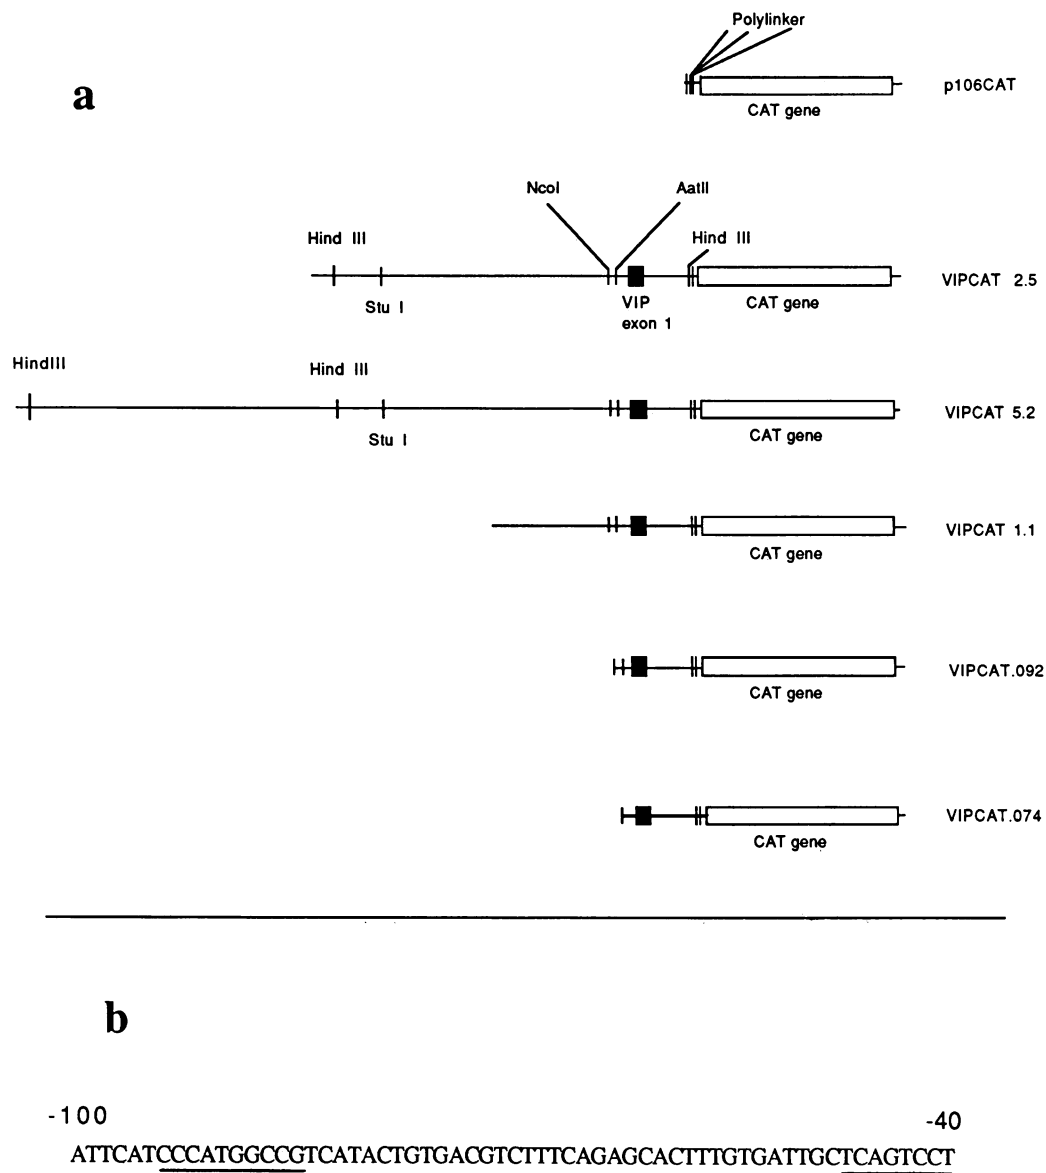 a
Polylinker
p106CAT
CAT gene
NcoI
AatII
Hind III
Hind III
Stu I
VIP
exon 1
CAT gene
VIPCAT 2.5
HindIII
Hind III
Stu I
CAT gene
VIPCAT 5.2
CAT gene
VIPCAT 1.1
CAT gene
VIPCAT.092
CAT gene
VIPCAT.074
b
-100
-40
ATTCATCCCATGGCCGTCATACTGTGACGTCTTTCAGAGCACTTTGTGATTGCTCAGTCCT